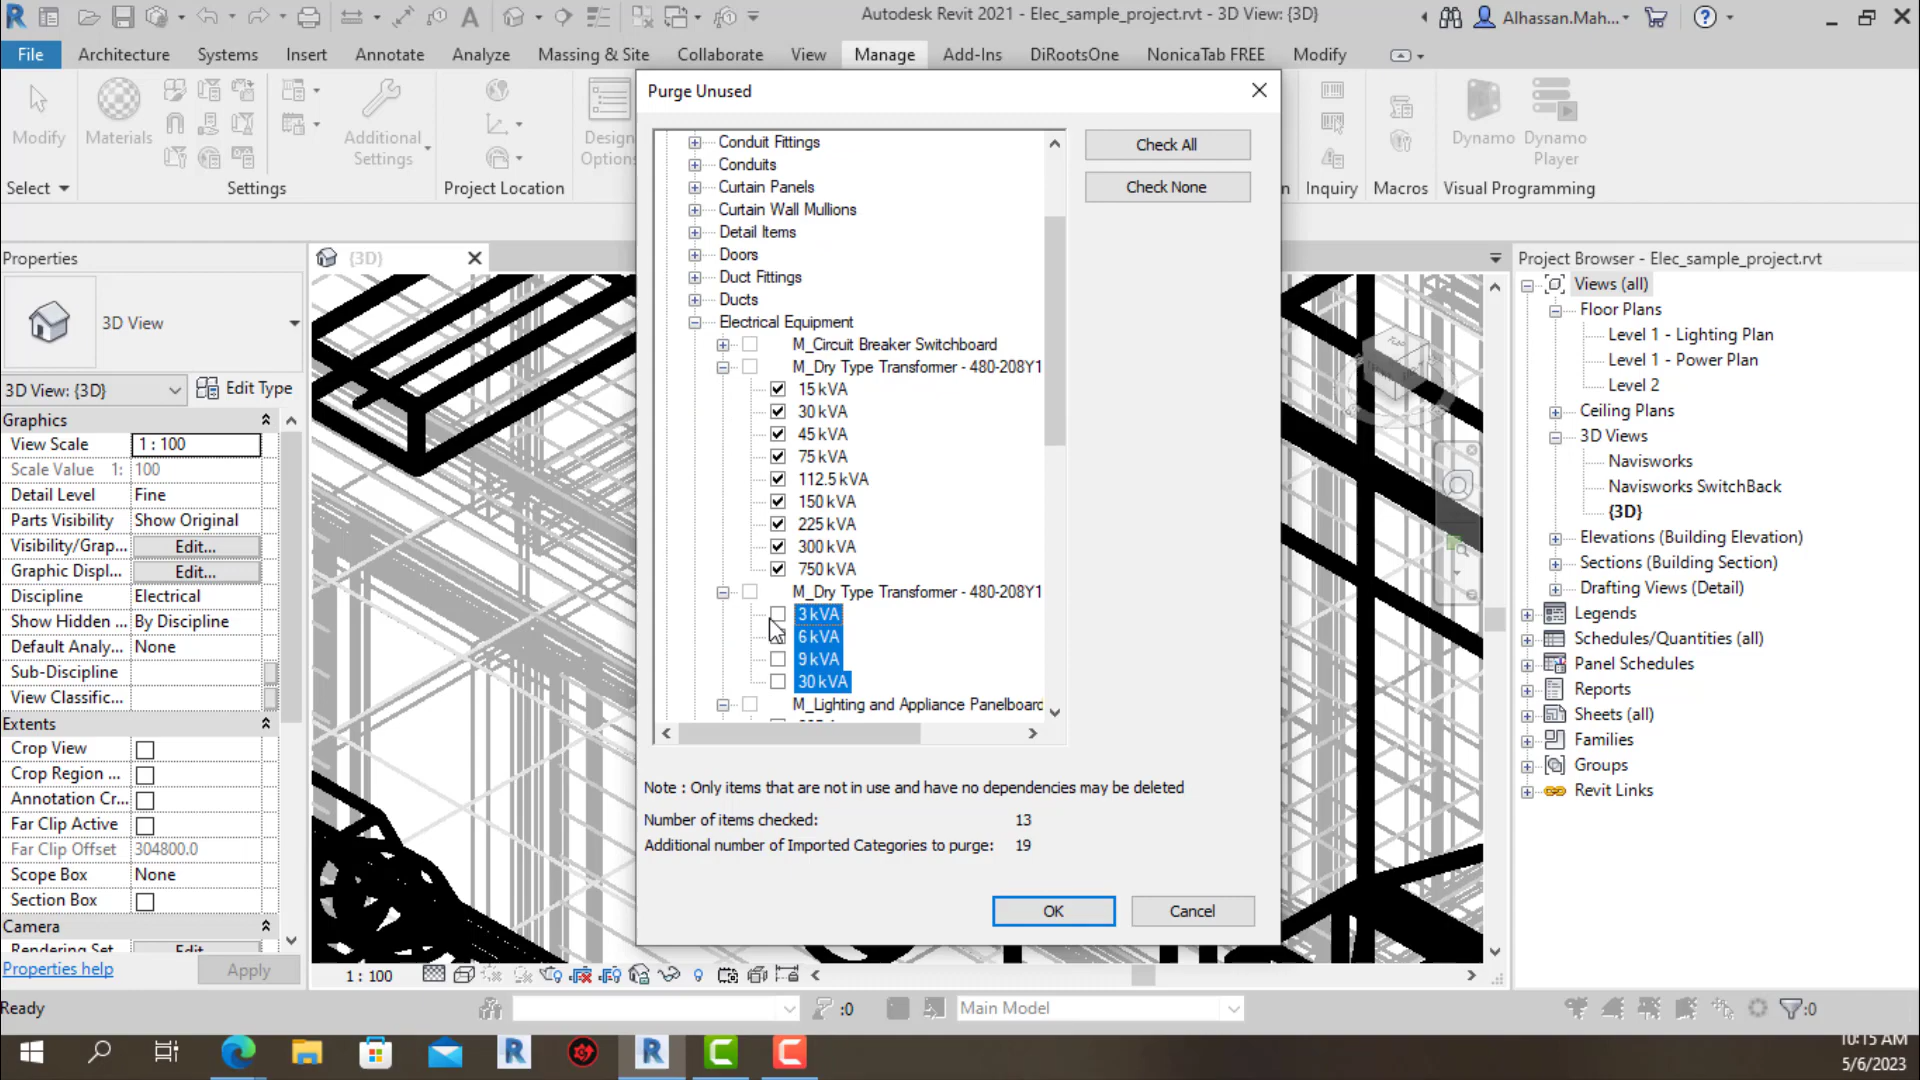 Autodesk Revit 2021 - Elec_sample_project.rvt - 3D View: {3D}
Alhassan.Mah...
File
Architecture
Systems
Insert
Annotate
Analyze
Massing & Site
Collaborate
View
Manage
Add-Ins
DiRootsOne
NonicaTab FREE
Modify
Modify
Materials
Additional
Settings
Design
Options
Dynamo
Dynamo
Player
Select
Settings
Project Location
Inquiry
Macros
Visual Programming
Properties
3D View
3D View: {3D}
Edit Type
Graphics
View Scale 1 : 100
Scale Value 1: 100
Detail Level Fine
Parts Visibility Show Original
Visibility/Grap... Edit...
Graphic Displ... Edit...
Discipline Electrical
Show Hidden ... By Discipline
Default Analy... None
Sub-Discipline
View Classific...
Extents
Crop View
Crop Region ...
Annotation Cr...
Far Clip Active
Far Clip Offset 304800.0
Scope Box None
Section Box
Camera
Rendering Set Edit
Properties help
Apply
{3D}
Purge Unused
Conduit Fittings
Conduits
Curtain Panels
Curtain Wall Mullions
Detail Items
Doors
Duct Fittings
Ducts
Electrical Equipment
M_Circuit Breaker Switchboard
M_Dry Type Transformer - 480-208Y1
15 kVA
30 kVA
45 kVA
75 kVA
112.5 kVA
150 kVA
225 kVA
300 kVA
750 kVA
M_Dry Type Transformer - 480-208Y1
3 kVA
6 kVA
9 kVA
30 kVA
M_Lighting and Appliance Panelboard
Check All
Check None
Note : Only items that are not in use and have no dependencies may be deleted
Number of items checked: 13
Additional number of Imported Categories to purge: 19
OK
Cancel
Project Browser - Elec_sample_project.rvt
Views (all)
Floor Plans
Level 1 - Lighting Plan
Level 1 - Power Plan
Level 2
Ceiling Plans
3D Views
Navisworks
Navisworks SwitchBack
{3D}
Elevations (Building Elevation)
Sections (Building Section)
Drafting Views (Detail)
Legends
Schedules/Quantities (all)
Panel Schedules
Reports
Sheets (all)
Families
Groups
Revit Links
1 : 100
Ready
:0
Main Model
:0
10:15 AM
5/6/2023